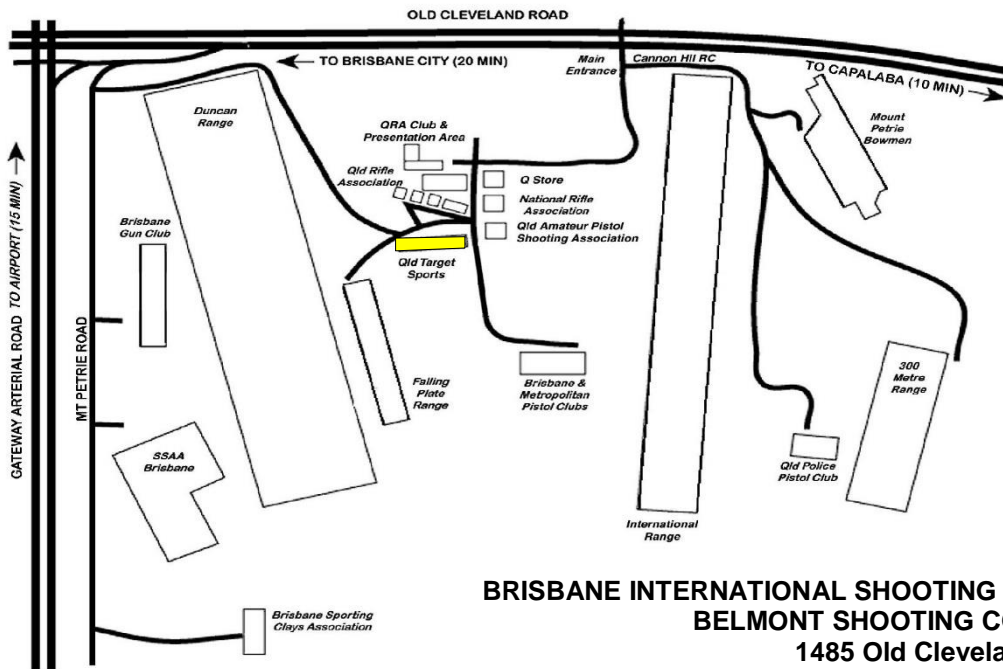 OLD CLEVELAND ROAD
TO BRISBANE CITY (20 MIN)
Main
Entrance
Cannon Hill RC
TO CAPALABA (10 MIN)
Duncan
Range
QRA Club &
Presentation Area
Mount
Petrie
Bowmen
Qld Rifle
Association
Q Store
National Rifle
Association
Qld Amateur Pistol
Shooting Association
Brisbane
Gun Club
Qld Target
Sports
GATEWAY ARTERIAL ROAD TO AIRPORT (15 MIN)
MT PETRIE ROAD
Falling
Plate
Range
Brisbane &
Metropolitan
Pistol Clubs
300
Metre
Range
SSAA
Brisbane
Qld Police
Pistol Club
International
Range
BRISBANE INTERNATIONAL SHOOTING
BELMONT SHOOTING CO
1485 Old Clevela
Brisbane Sporting
Clays Association